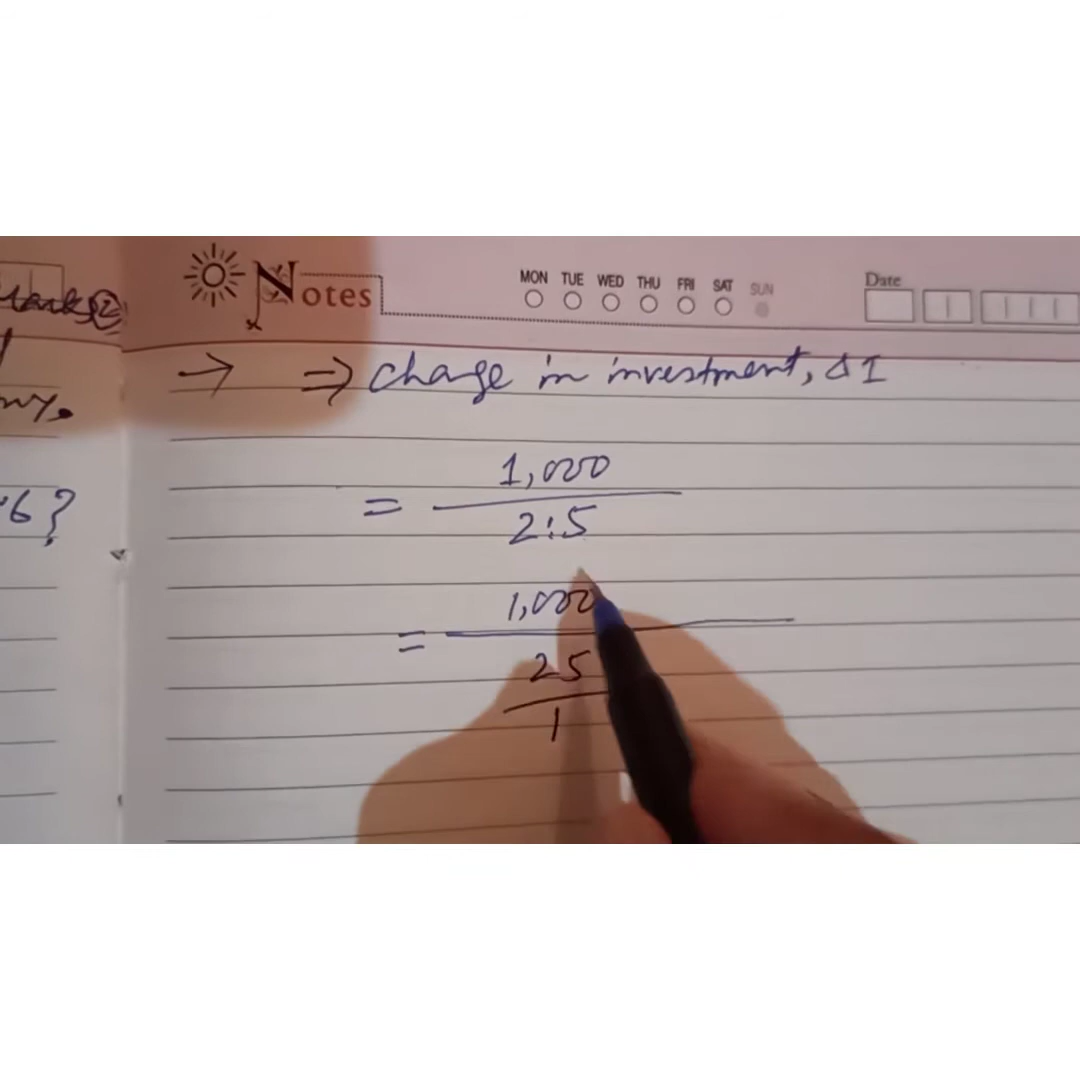 Notes
MON TUE WED THU FRI SAT SUN
Date
→ ⇒ change in investment, ΔI
= 1,000
2.5
= 1,000
25
1
6?